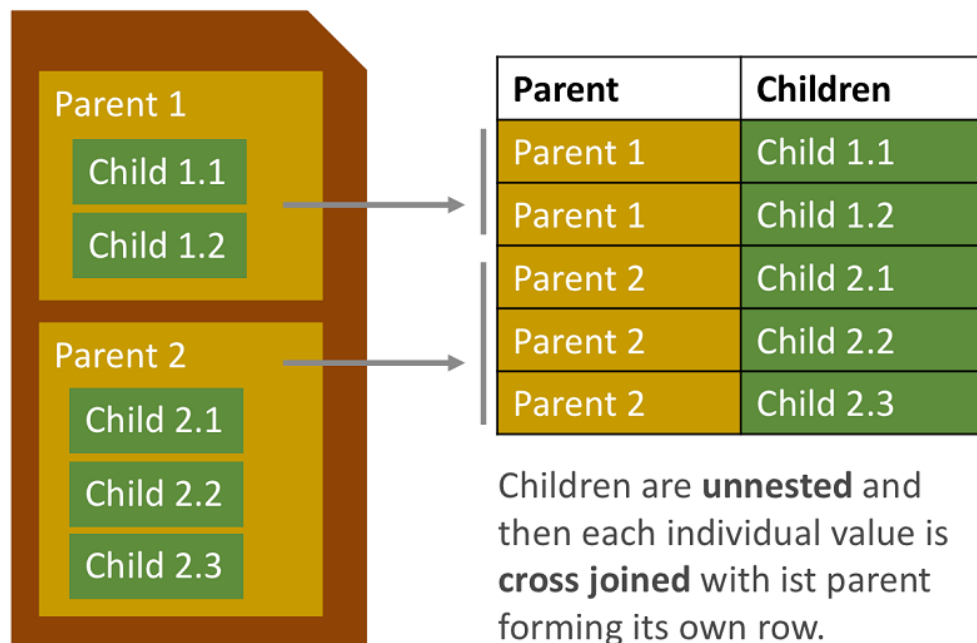 Parent 1
Child 1.1
Child 1.2
Parent 2
Child 2.1
Child 2.2
Child 2.3
Parent Children
Parent 1 Child 1.1
Parent 1 Child 1.2
Parent 2 Child 2.1
Parent 2 Child 2.2
Parent 2 Child 2.3
Children are unnested and
then each individual value is
cross joined with ist parent
forming its own row.